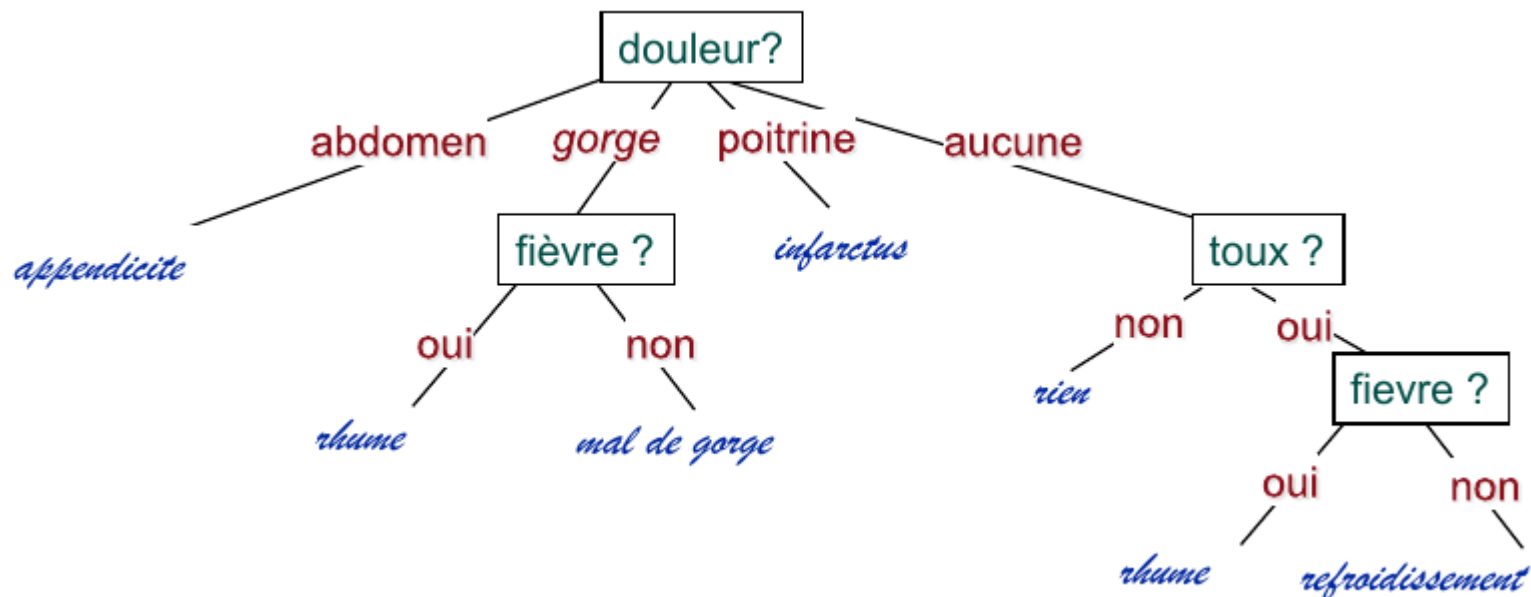 douleur?
abdomen gorge poitrine aucune
appendicite fièvre ? infarctus toux ?
oui non non oui
rhume mal de gorge rien fievre ?
oui non
rhume refroidissement